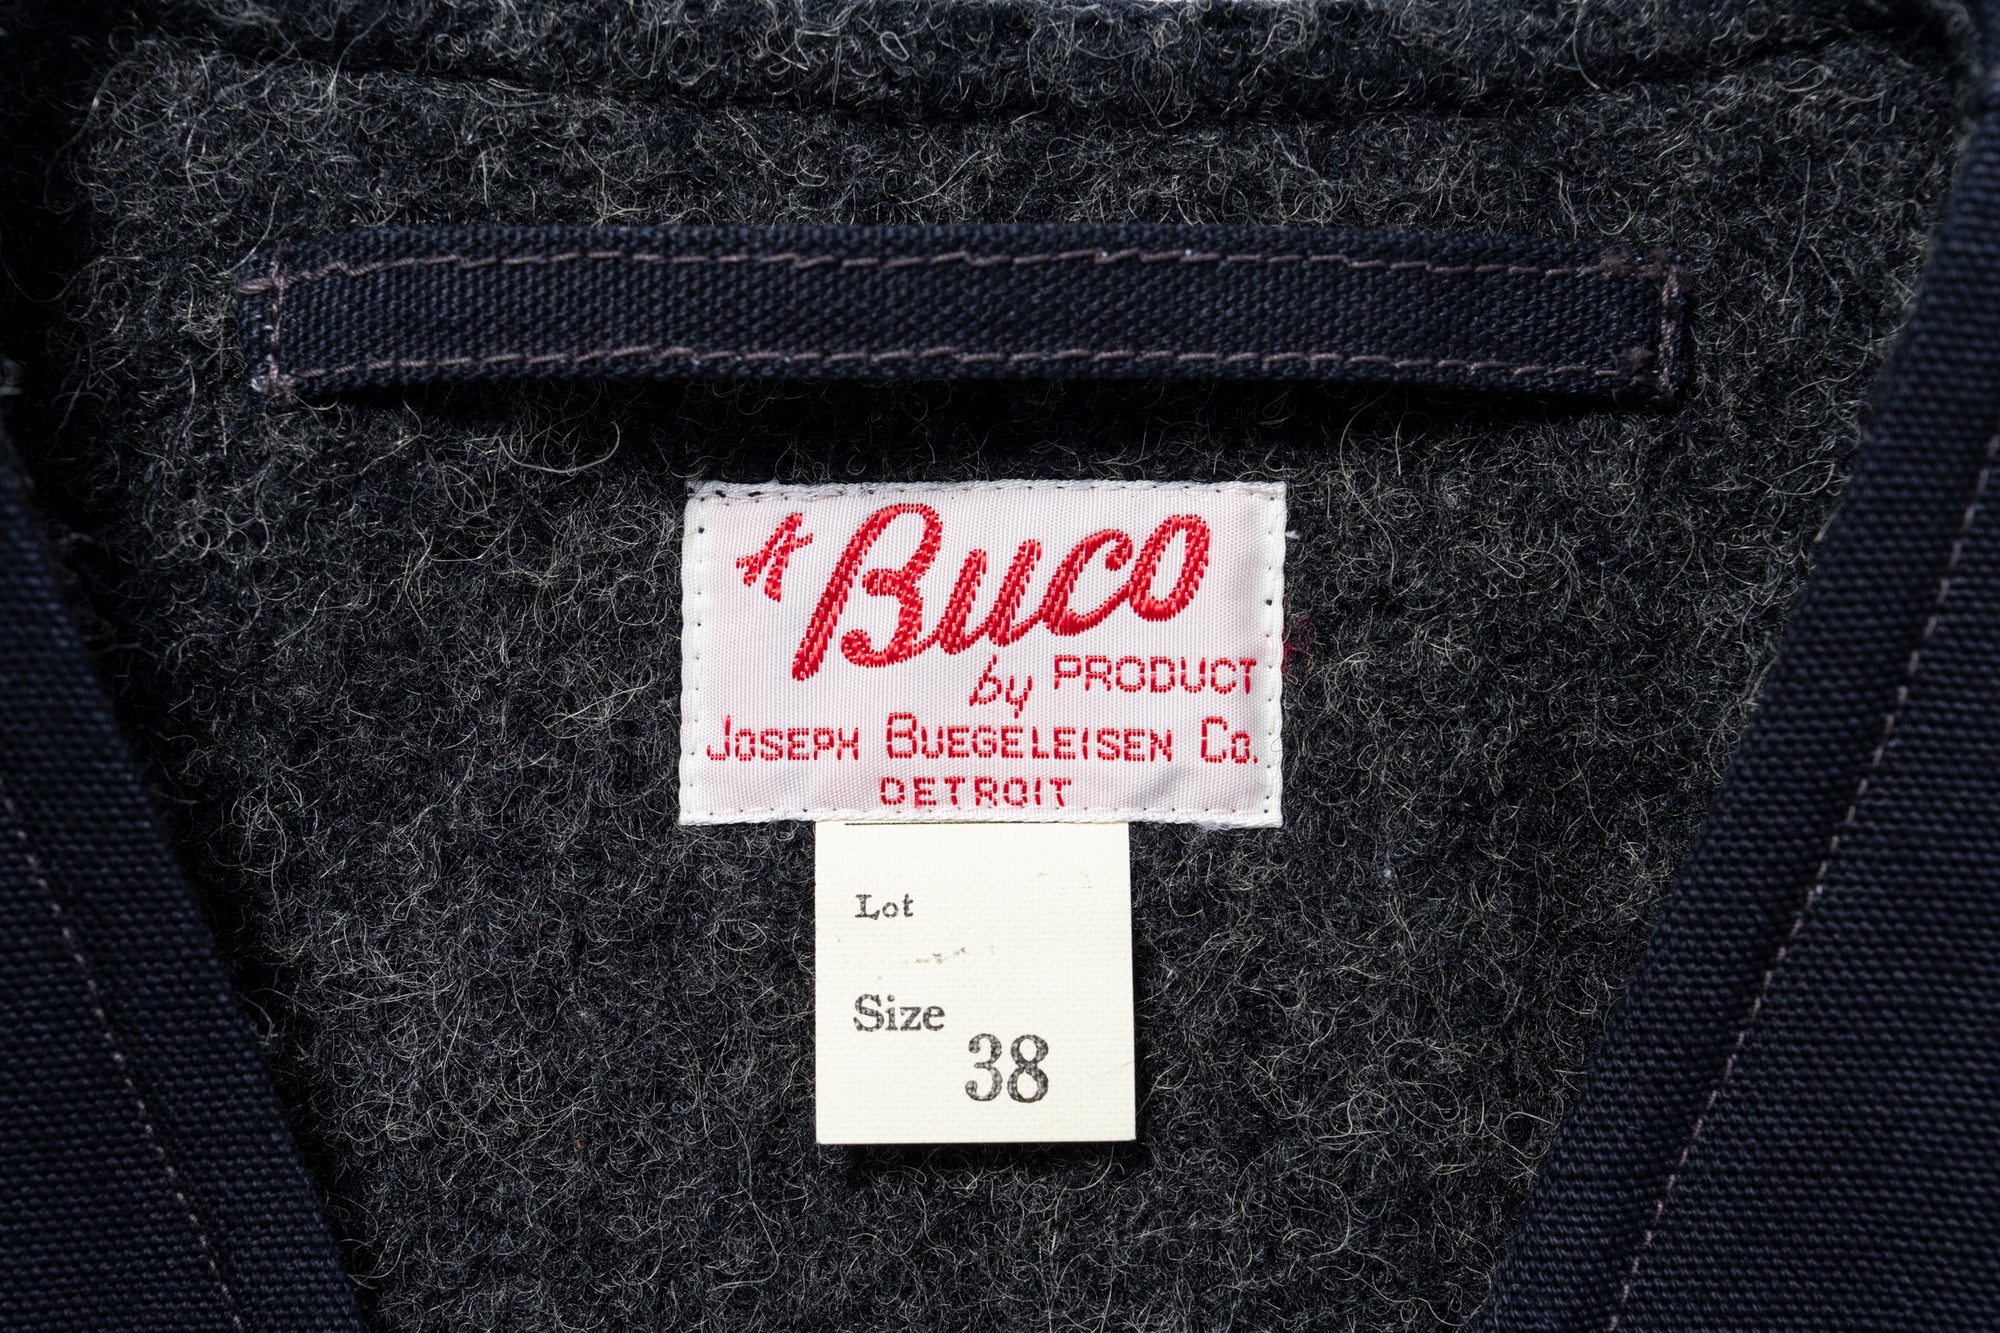 A Buco
by PRODUCT
JOSEPH BUEGELEISEN CO.
DETROIT
Lot
Size
38